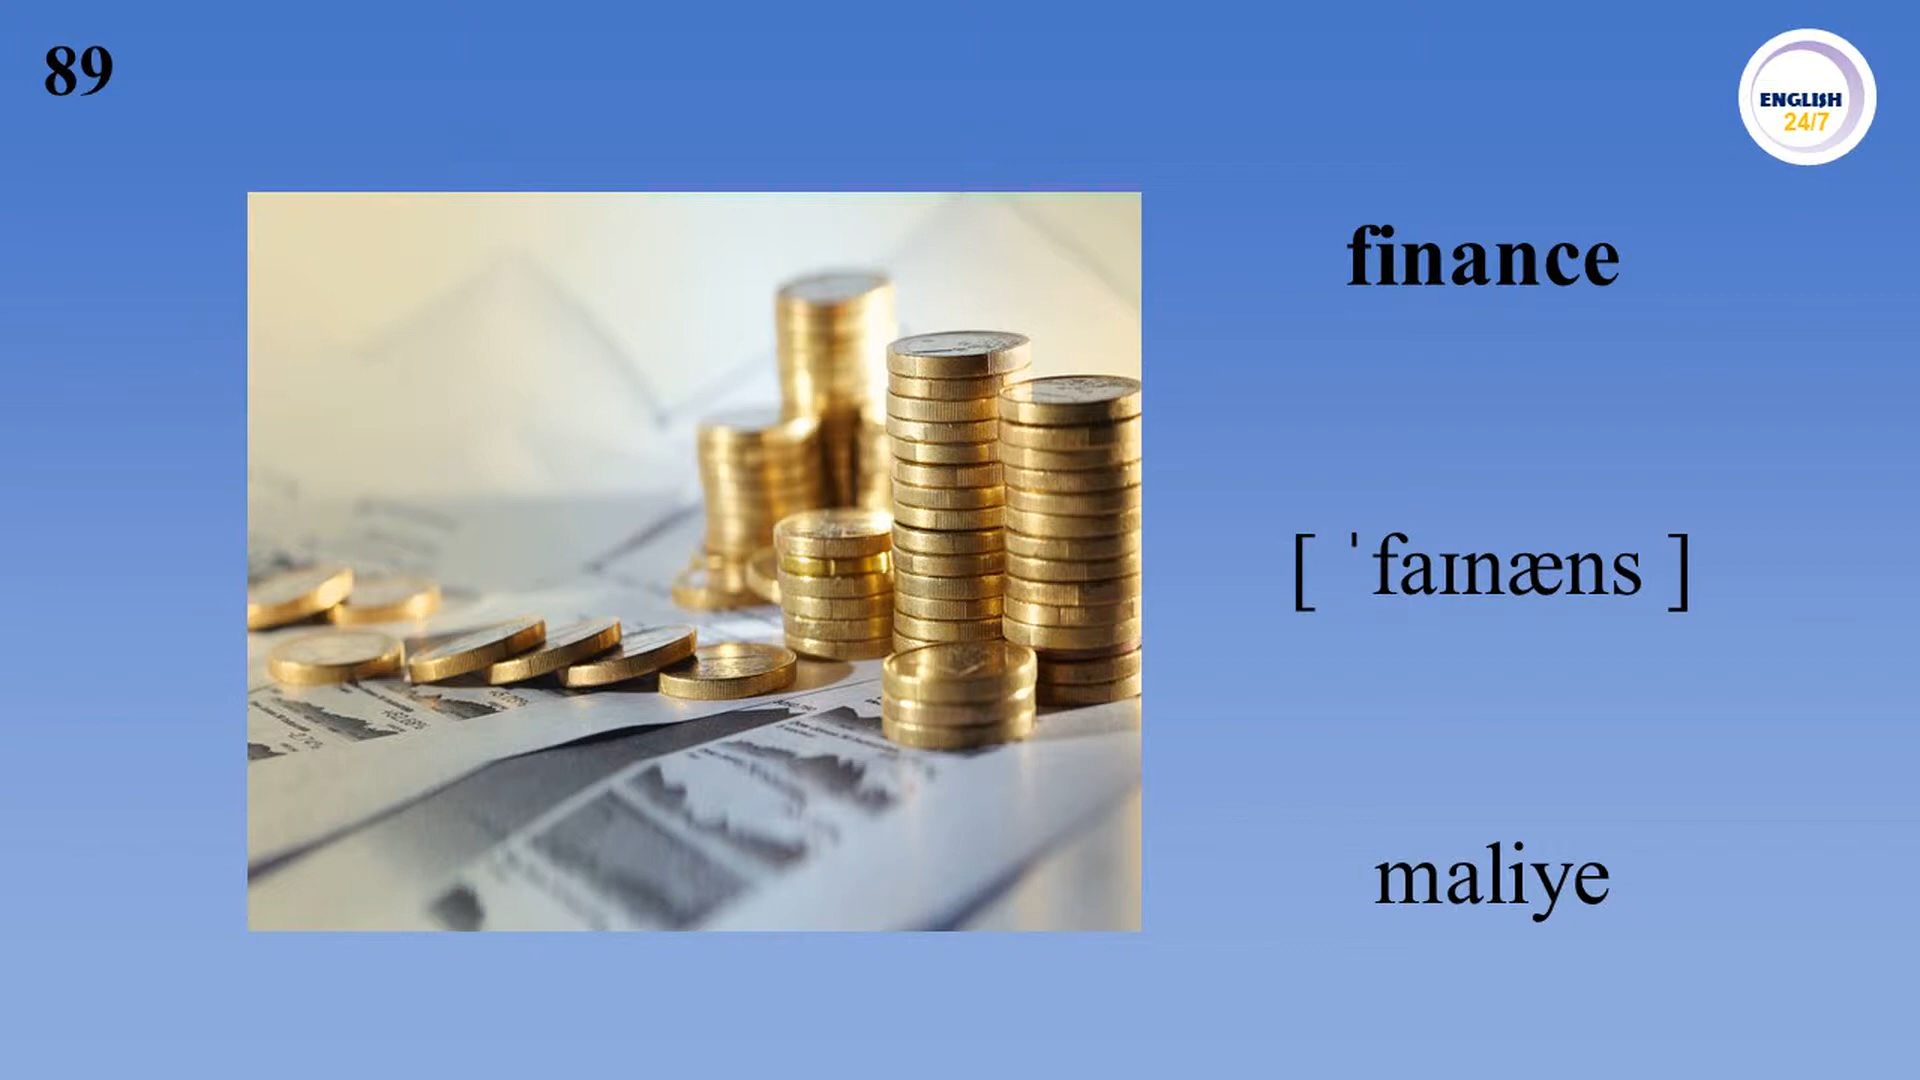 89
ENGLISH
24/7
finance
[ ˈfaɪnæns ]
maliye